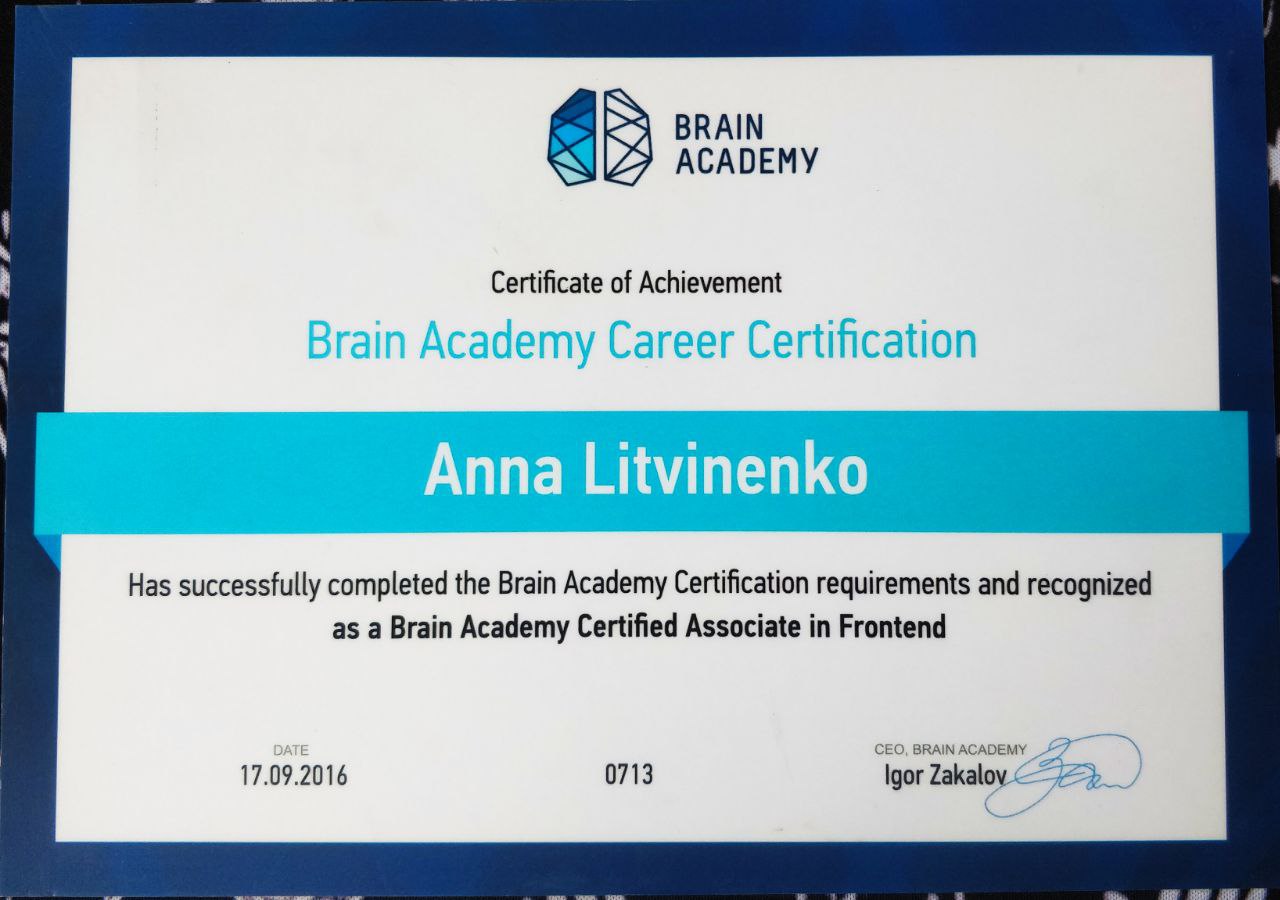 BRAIN
ACADEMY
Certificate of Achievement
Brain Academy Career Certification
Anna Litvinenko
Has successfully completed the Brain Academy Certification requirements and recognized
as a Brain Academy Certified Associate in Frontend
DATE
17.09.2016
0713
CEO, BRAIN ACADEMY
Igor Zakalov